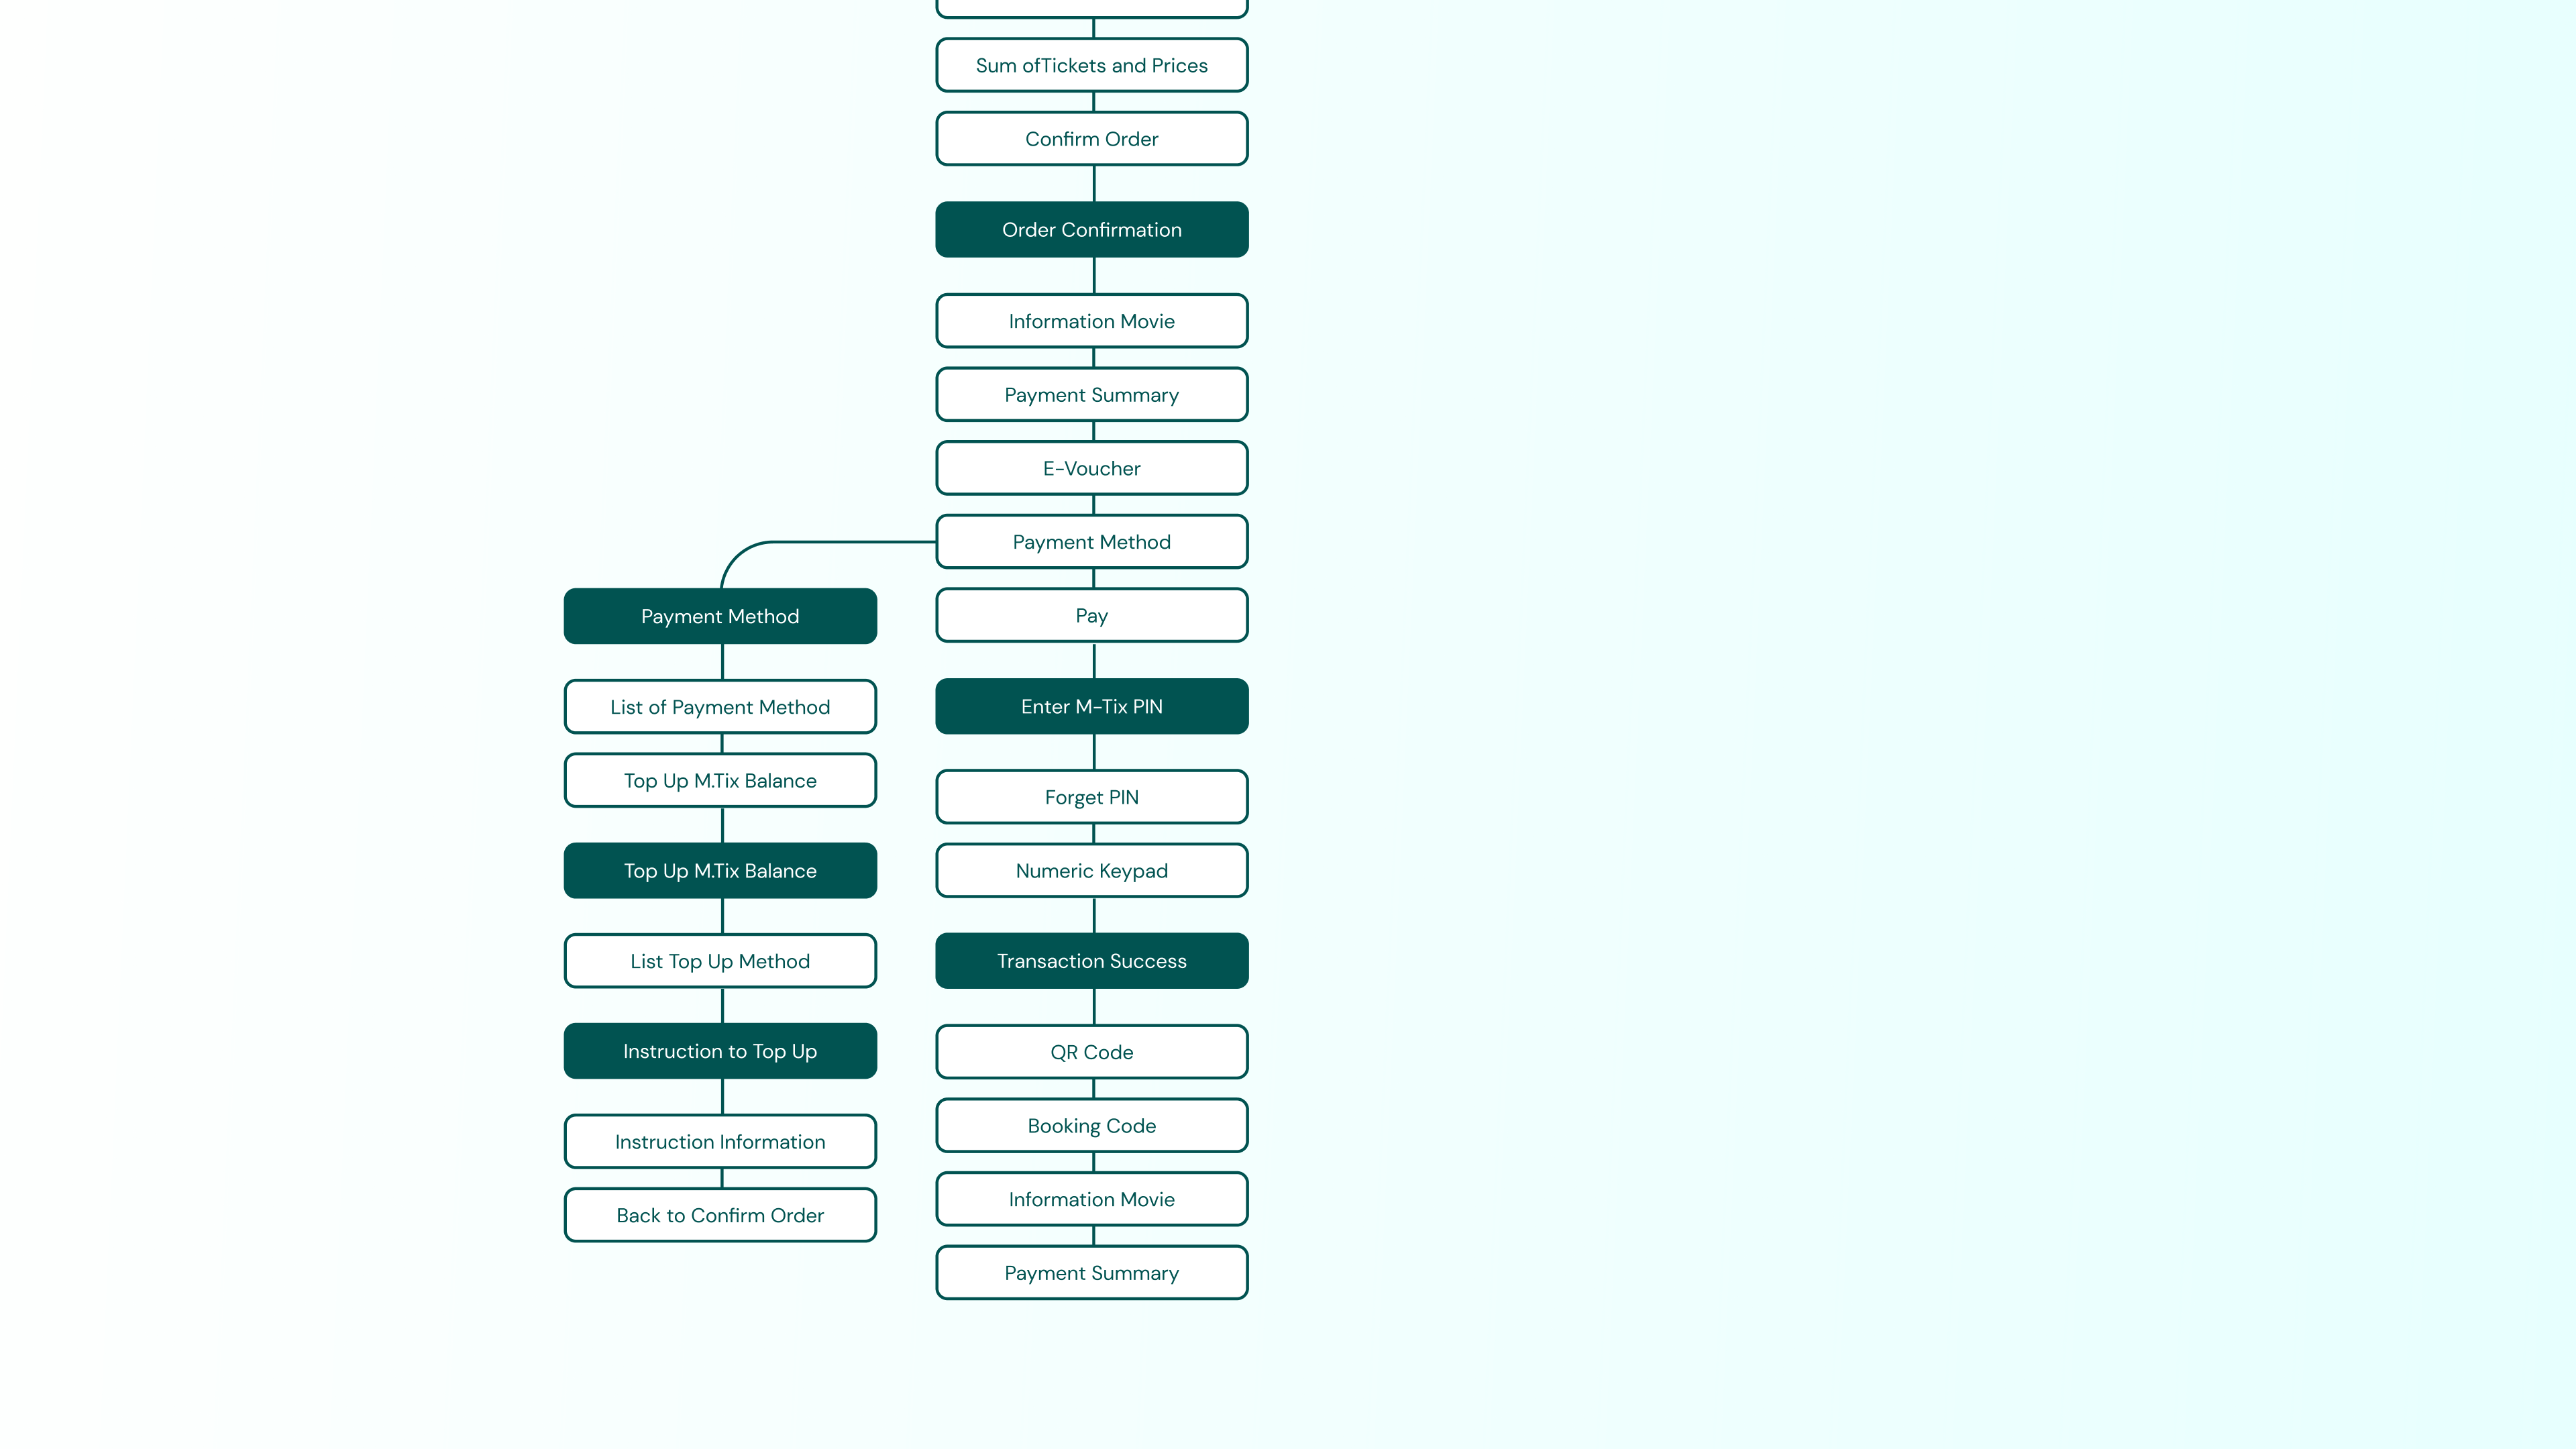 Sum ofTickets and Prices
Confirm Order
Order Confirmation
Information Movie
Payment Summary
E-Voucher
Payment Method
Pay
Enter M-Tix PIN
Forget PIN
Numeric Keypad
Transaction Success
QR Code
Booking Code
Information Movie
Payment Summary
Payment Method
List of Payment Method
Top Up M.Tix Balance
Top Up M.Tix Balance
List Top Up Method
Instruction to Top Up
Instruction Information
Back to Confirm Order